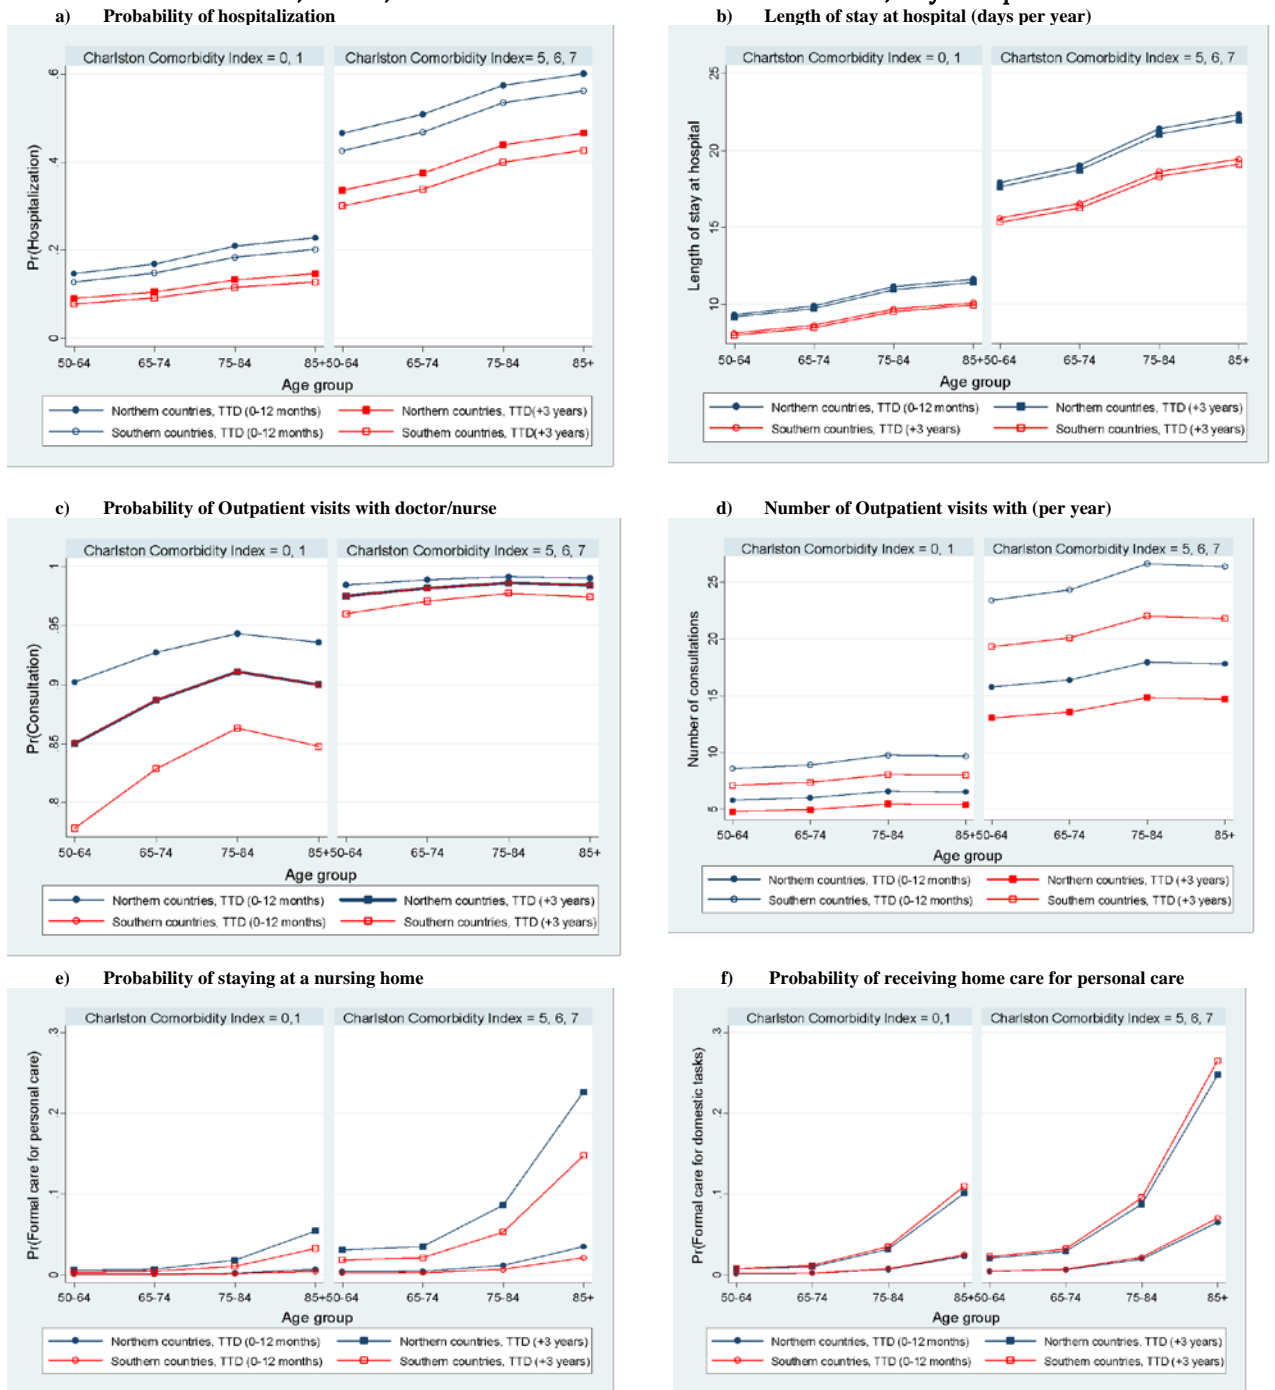 a) Probability of hospitalization
Charlston Comorbidity Index = 0, 1
Charlston Comorbidity Index= 5, 6, 7
Pr(Hospitalization)
.6
.4
.2
0
50-64 65-74 75-84 85+50-64 65-74 75-84 85+
Age group
Northern countries, TTD (0-12 months)
Northern countries, TTD(+3 years)
Southern countries, TTD (0-12 months)
Southern countries, TTD(+3 years)
b) Length of stay at hospital (days per year)
Charlston Comorbidity Index = 0, 1
Chartston Comorbidity Index = 5, 6, 7
Length of stay at hospital
25
20
15
10
50-64 65-74 75-84 85+50-64 65-74 75-84 85+
Age group
Northern countries, TTD (0-12 months)
Northern countries, TTD (+3 years)
Southern countries, TTD (+3 years)
Southern countries, TTD (+3 years)
c) Probability of Outpatient visits with doctor/nurse
Charlston Comorbidity Index = 0, 1
Charlston Comorbidity Index = 5, 6, 7
Pr(Consultation)
1
.95
.9
.85
.8
50-64 65-74 75-84 85+50-64 65-74 75-84 85+
Age group
Northern countries, TTD (0-12 months)
Northern countries, TTD (+3 years)
Southern countries, TTD (0-12 months)
Southern countries, TTD (+3 years)
d) Number of Outpatient visits with (per year)
Charlston Comorbidity Index = 0, 1
Charlston Comorbidity Index = 5, 6, 7
Number of consultations
25
20
15
10
5
50-64 65-74 75-84 85+50-64 65-74 75-84 85+
Age group
Northern countries, TTD (0-12 months)
Northern countries, TTD (+3 years)
Southern countries, TTD (0-12 months)
Southern countries, TTD (+3 years)
e) Probability of staying at a nursing home
Charlston Comorbidity Index = 0,1
Charlston Comorbidity Index = 5, 6, 7
Pr(Formal care for personal care)
.3
.2
.1
0
50-64 65-74 75-84 85+50-64 65-74 75-84 85+
Age group
Northern countries, TTD (0-12 months)
Northern countries, TTD (+3 years)
Southern countries, TTD (0-12 months)
Southern countries, TTD (+3 years)
f) Probability of receiving home care for personal care
Charlston Comorbidity Index = 0,1
Charlston Comorbidity Index = 5, 6, 7
Pr(Formal care for domestic tasks)
.3
.2
.1
0
50-64 65-74 75-84 85+50-64 65-74 75-84 85+
Age group
Northern countries, TTD (0-12 months)
Northern countries, TTD (+3 years)
Southern countries, TTD (0-12 months)
Southern countries, TTD (+3 years)